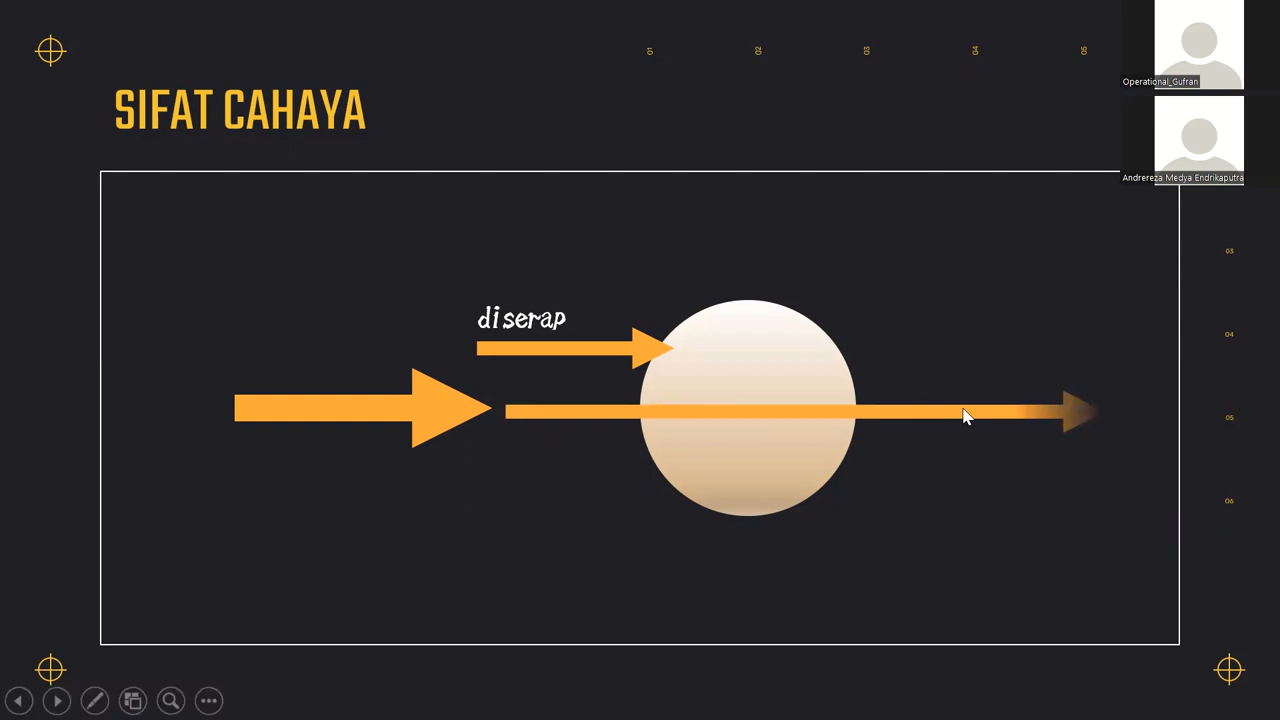 01
02
03
04
05
Operational_Gufran
SIFAT CAHAYA
Andrereza Medya Endrikaputra
03
diserap
04
05
06